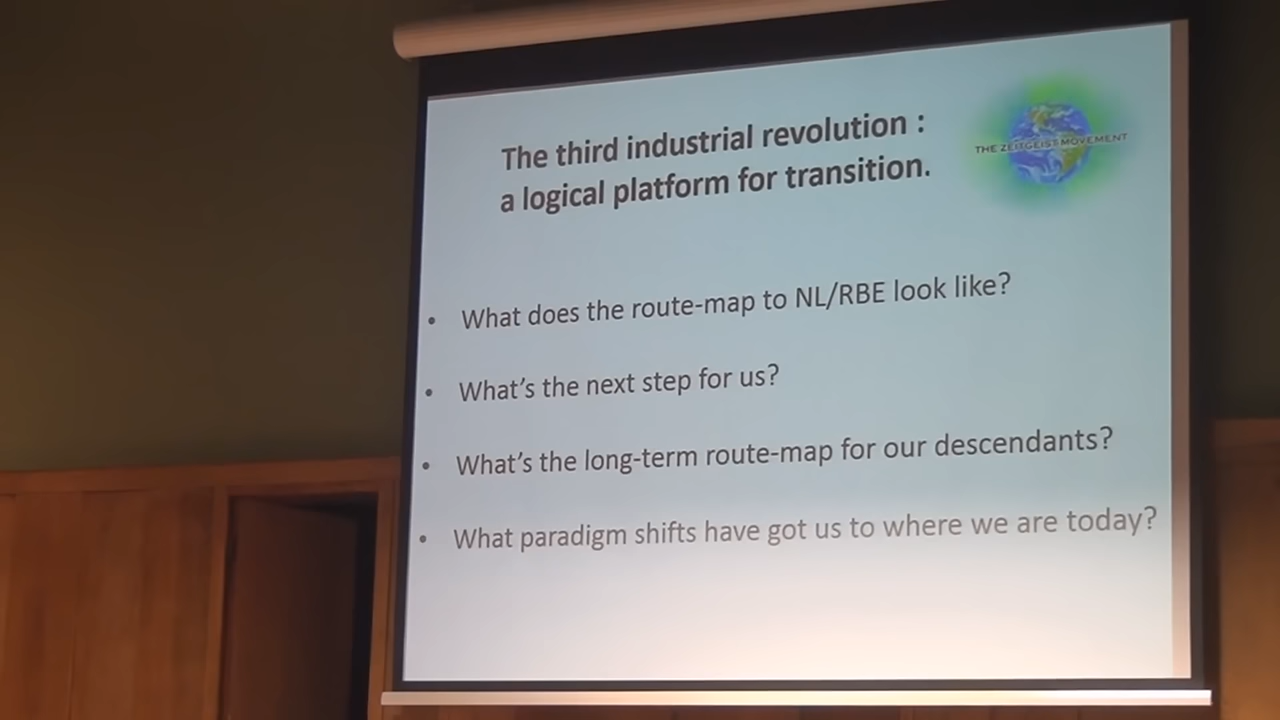 The third industrial revolution :
a logical platform for transition.
THE ZEITGEIST MOVEMENT
• What does the route-map to NL/RBE look like?
• What's the next step for us?
• What's the long-term route-map for our descendants?
• What paradigm shifts have got us to where we are today?